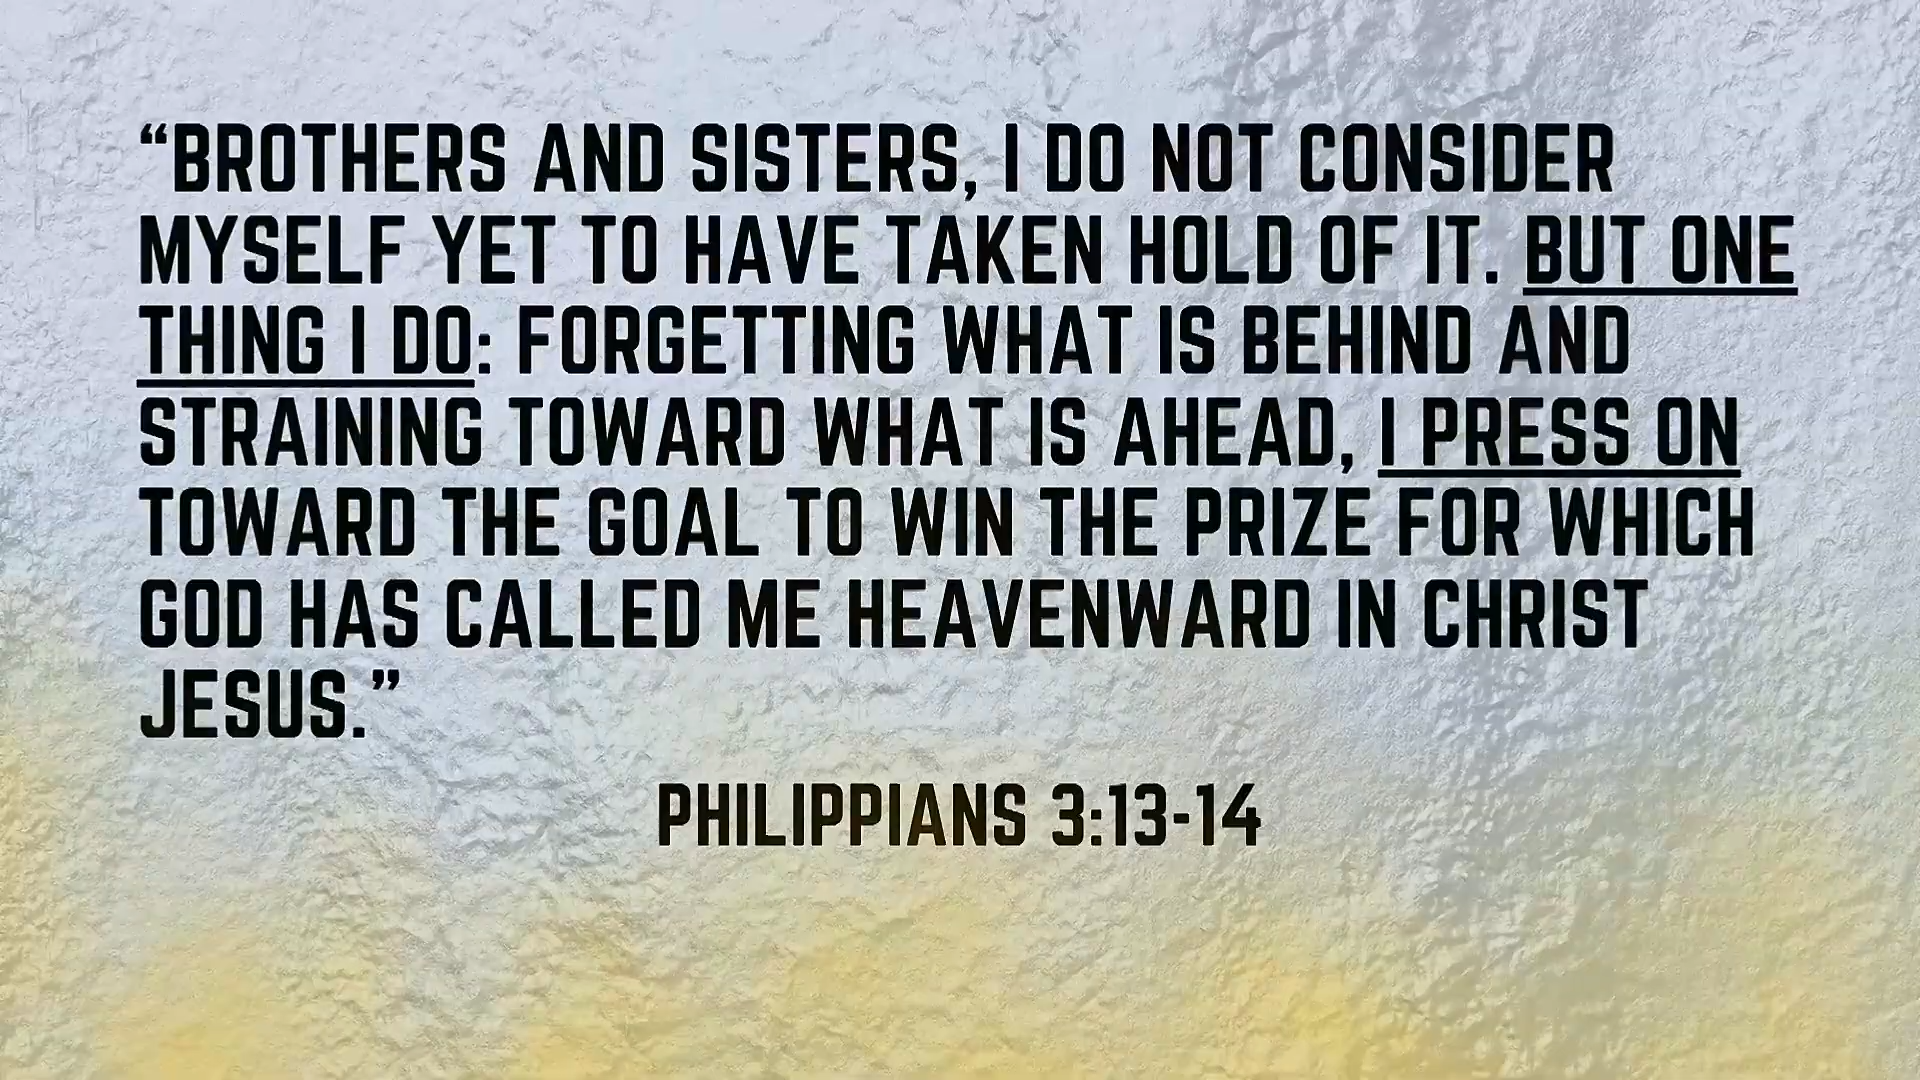 “BROTHERS AND SISTERS, I DO NOT CONSIDER
MYSELF YET TO HAVE TAKEN HOLD OF IT. BUT ONE
THING I DO: FORGETTING WHAT IS BEHIND AND
STRAINING TOWARD WHAT IS AHEAD, I PRESS ON
TOWARD THE GOAL TO WIN THE PRIZE FOR WHICH
GOD HAS CALLED ME HEAVENWARD IN CHRIST
JESUS.”
PHILIPPIANS 3:13-14